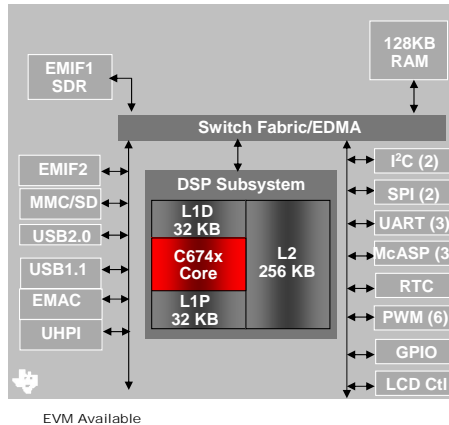 128KB
RAM
EMIF1
SDR
Switch Fabric/EDMA
EMIF2
MMC/SD
USB2.0
USB1.1
EMAC
UHPI
DSP Subsystem
L1D
32 KB
C674x
Core
L1P
32 KB
L2
256 KB
I²C (2)
SPI (2)
UART (3)
McASP (3
RTC
PWM (6)
GPIO
LCD Ctl
EVM Available